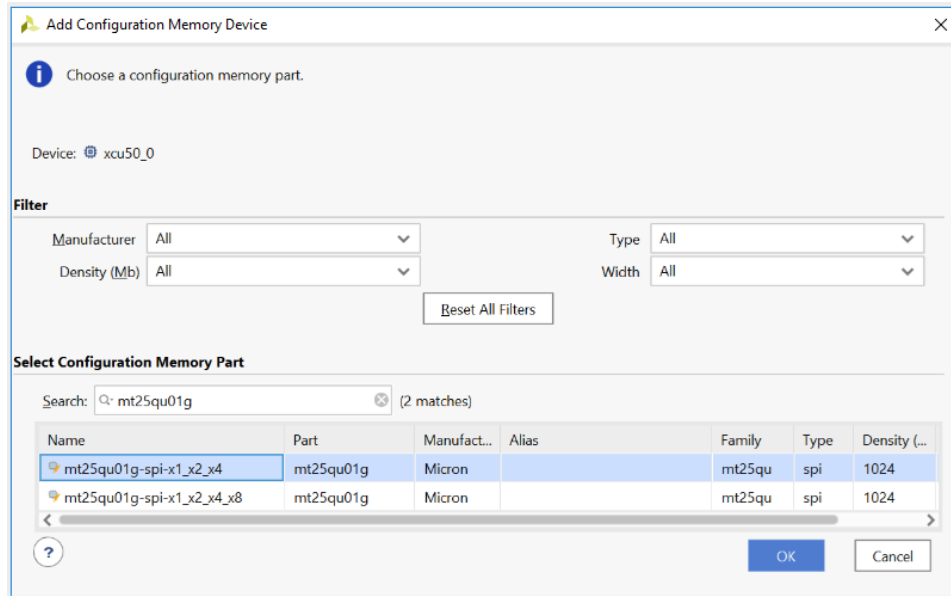 Add Configuration Memory Device
Choose a configuration memory part.
Device: xcu50_0
Filter
Manufacturer All Type All
Density (Mb) All Width All
Reset All Filters
Select Configuration Memory Part
Search: mt25qu01g (2 matches)
Name Part Manufact... Alias Family Type Density (...
mt25qu01g-spi-x1_x2_x4 mt25qu01g Micron mt25qu spi 1024
mt25qu01g-spi-x1_x2_x4_x8 mt25qu01g Micron mt25qu spi 1024
? OK Cancel